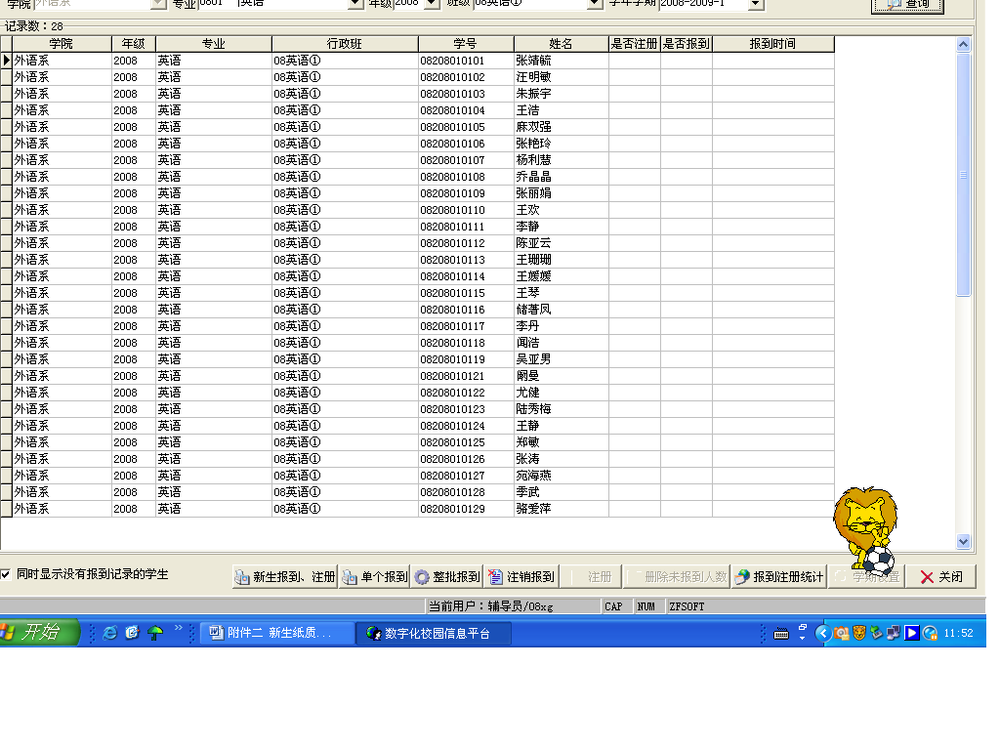 学院 外语系 专业 0801 英语 年级 2008 班级 08英语① 学年学期 2008-2009-1 查询
记录数：28
学院 年级 专业 行政班 学号 姓名 是否注册 是否报到 报到时间
外语系 2008 英语 08英语① 08208010101 张婧毓
外语系 2008 英语 08英语① 08208010102 汪明敏
外语系 2008 英语 08英语① 08208010103 朱振宇
外语系 2008 英语 08英语① 08208010104 王洁
外语系 2008 英语 08英语① 08208010105 麻双强
外语系 2008 英语 08英语① 08208010106 张艳玲
外语系 2008 英语 08英语① 08208010107 杨利慧
外语系 2008 英语 08英语① 08208010108 乔晶晶
外语系 2008 英语 08英语① 08208010109 张丽娟
外语系 2008 英语 08英语① 08208010110 王欢
外语系 2008 英语 08英语① 08208010111 李静
外语系 2008 英语 08英语① 08208010112 陈亚云
外语系 2008 英语 08英语① 08208010113 王珊珊
外语系 2008 英语 08英语① 08208010114 王媛媛
外语系 2008 英语 08英语① 08208010115 王琴
外语系 2008 英语 08英语① 08208010116 储著凤
外语系 2008 英语 08英语① 08208010117 李丹
外语系 2008 英语 08英语① 08208010118 闻洁
外语系 2008 英语 08英语① 08208010119 吴亚男
外语系 2008 英语 08英语① 08208010121 阚曼
外语系 2008 英语 08英语① 08208010122 尤健
外语系 2008 英语 08英语① 08208010123 陆秀梅
外语系 2008 英语 08英语① 08208010124 王静
外语系 2008 英语 08英语① 08208010125 郑敏
外语系 2008 英语 08英语① 08208010126 张涛
外语系 2008 英语 08英语① 08208010127 宛海燕
外语系 2008 英语 08英语① 08208010128 季武
外语系 2008 英语 08英语① 08208010129 骆爱萍
同时显示没有报到记录的学生 新生报到、注册 单个报到 整批报到 注销报到 注册 删除未报到人数 报到注册统计 学期设置 关闭
当前用户：辅导员/08xg CAP NUM ZFSOFT
开始 附件二 新生纸质... 数字化校园信息平台 11:52